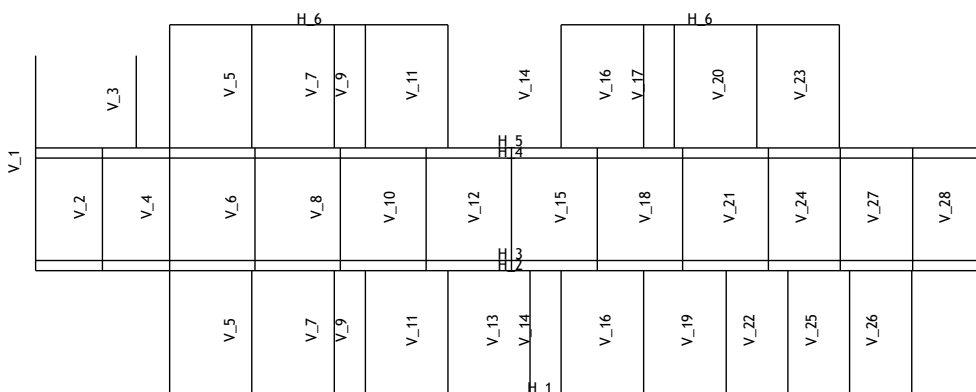 H_6
H_6
V_3
V_5
V_7
V_9
V_11
V_14
V_16
V_17
V_20
V_23
H_5
H_4
V_1
V_2
V_4
V_6
V_8
V_10
V_12
V_15
V_18
V_21
V_24
V_27
V_28
H_3
H_2
V_5
V_7
V_9
V_11
V_13
V_14
V_16
V_19
V_22
V_25
V_26
H_1